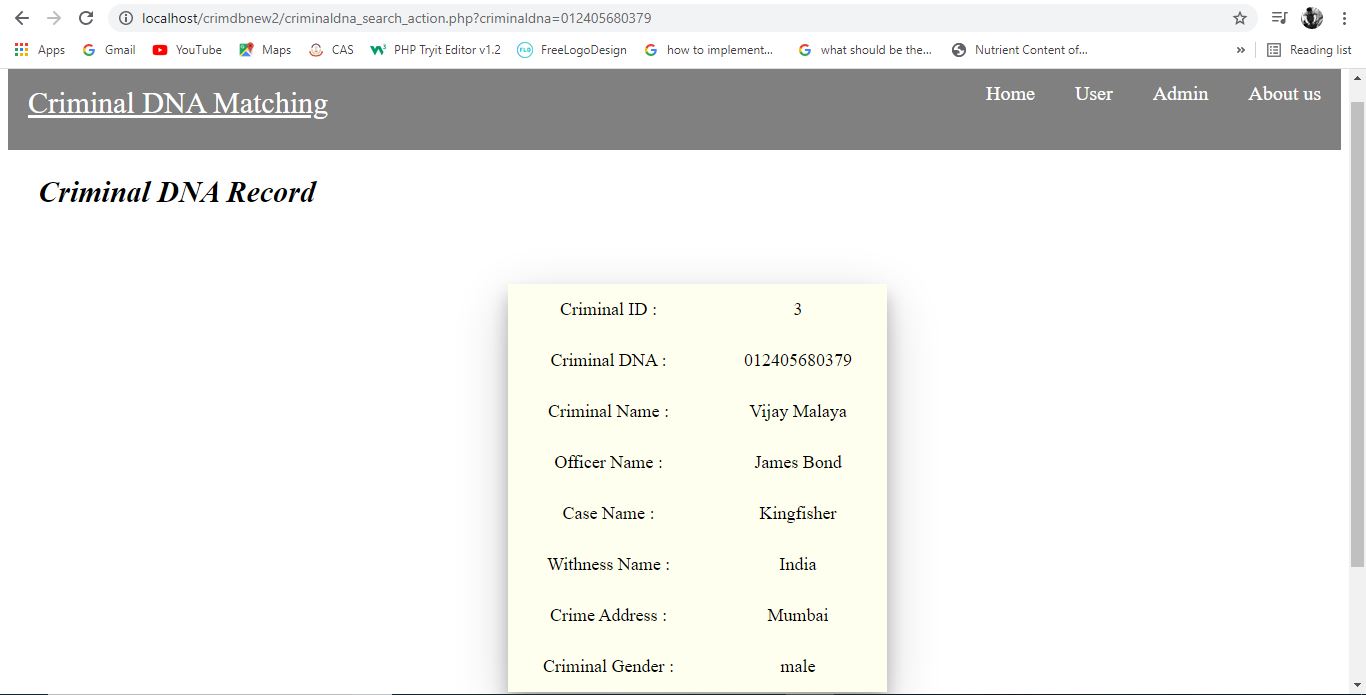 localhost/crimdbnew2/criminaldna_search_action.php?criminaldna=012405680379
Apps Gmail YouTube Maps CAS PHP Tryit Editor v1.2 FLD FreeLogoDesign how to implement... what should be the... Nutrient Content of... » Reading list
Criminal DNA Matching Home User Admin About us
Criminal DNA Record
Criminal ID : 3
Criminal DNA : 012405680379
Criminal Name : Vijay Malaya
Officer Name : James Bond
Case Name : Kingfisher
Withness Name : India
Crime Address : Mumbai
Criminal Gender : male